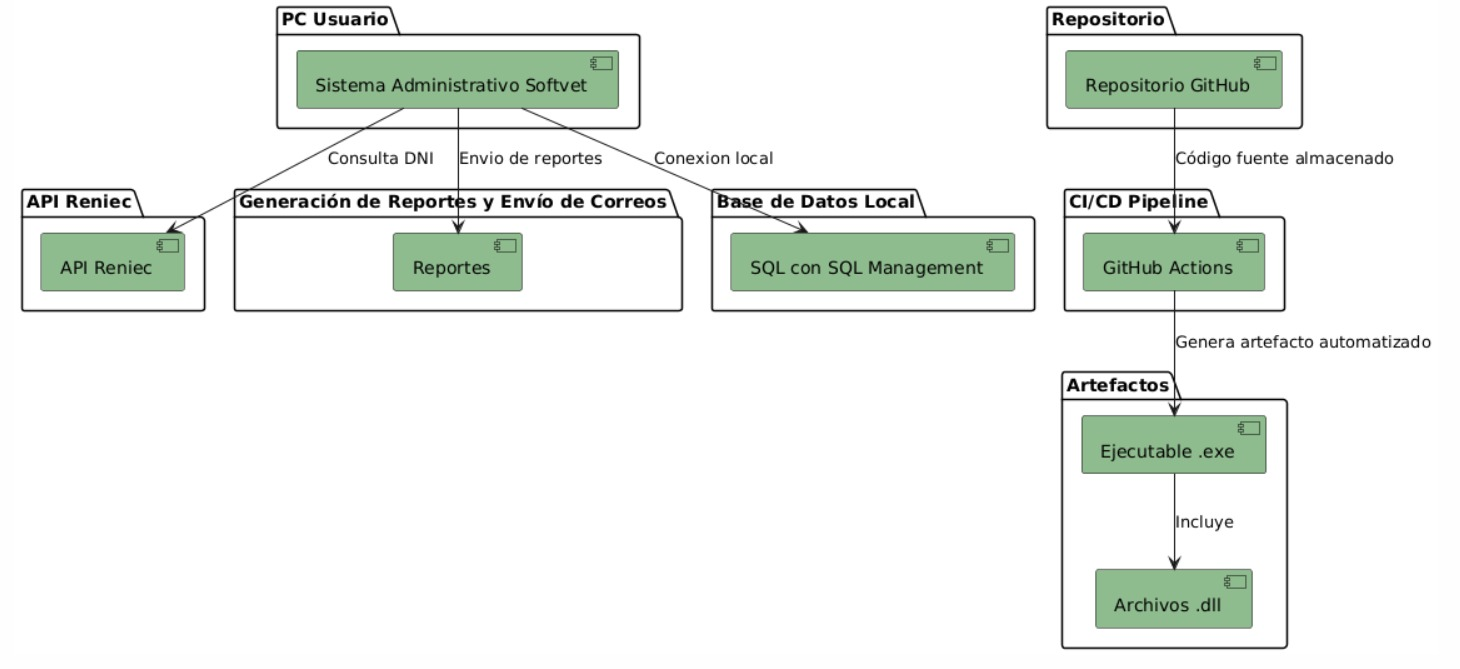 PC Usuario
Sistema Administrativo Softvet
Repositorio
Repositorio GitHub
Consulta DNI
Envio de reportes
Conexion local
Código fuente almacenado
API Reniec
API Reniec
Generación de Reportes y Envío de Correos
Reportes
Base de Datos Local
SQL con SQL Management
CI/CD Pipeline
GitHub Actions
Genera artefacto automatizado
Artefactos
Ejecutable .exe
Incluye
Archivos .dll